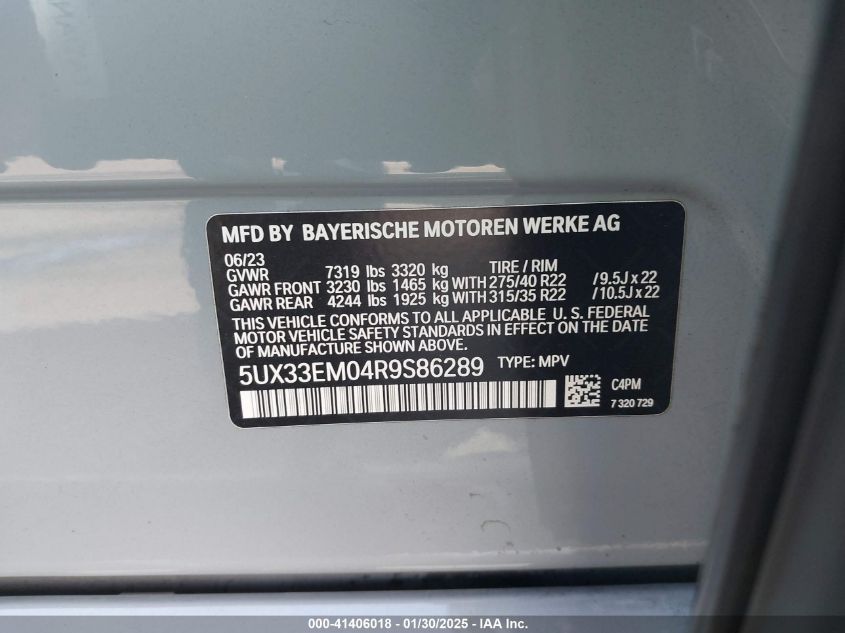 MFD BY BAYERISCHE MOTOREN WERKE AG
06/23
GVWR 7319 lbs 3320 kg TIRE / RIM
GAWR FRONT 3230 lbs 1465 kg WITH 275/40 R22 /9.5J x 22
GAWR REAR 4244 lbs 1925 kg WITH 315/35 R22 /10.5J x 22
THIS VEHICLE CONFORMS TO ALL APPLICABLE U. S. FEDERAL
MOTOR VEHICLE SAFETY STANDARDS IN EFFECT ON THE DATE
OF MANUFACTURE SHOWN ABOVE.
5UX33EM04R9S86289 TYPE: MPV
C4PM
7 320 729
000-41406018 - 01/30/2025 - IAA Inc.